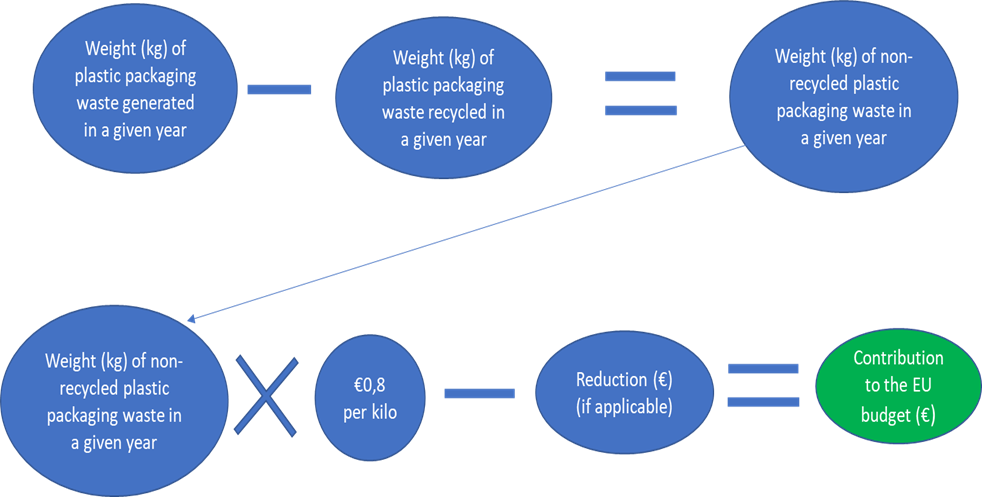 Weight (kg) of
plastic packaging
waste generated
in a given year
Weight (kg) of
plastic packaging
waste recycled in
a given year
Weight (kg) of non-
recycled plastic
packaging waste in
a given year
Weight (kg) of non-
recycled plastic
packaging waste in
a given year
€0,8
per kilo
Reduction (€)
(if applicable)
Contribution
to the EU
budget (€)